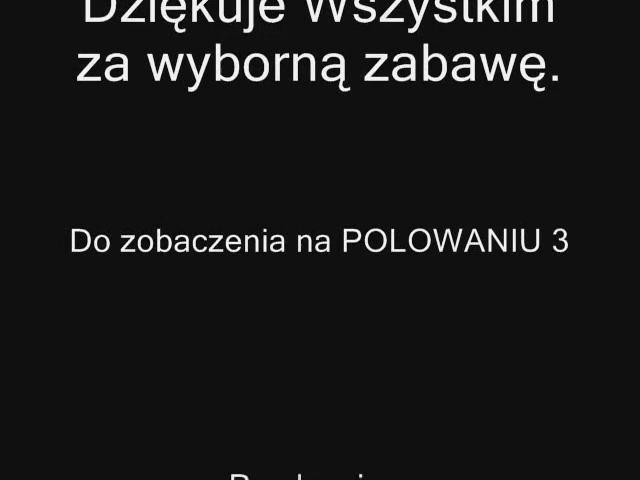 Dziękuje Wszystkim
za wyborną zabawę.
Do zobaczenia na POLOWANIU 3